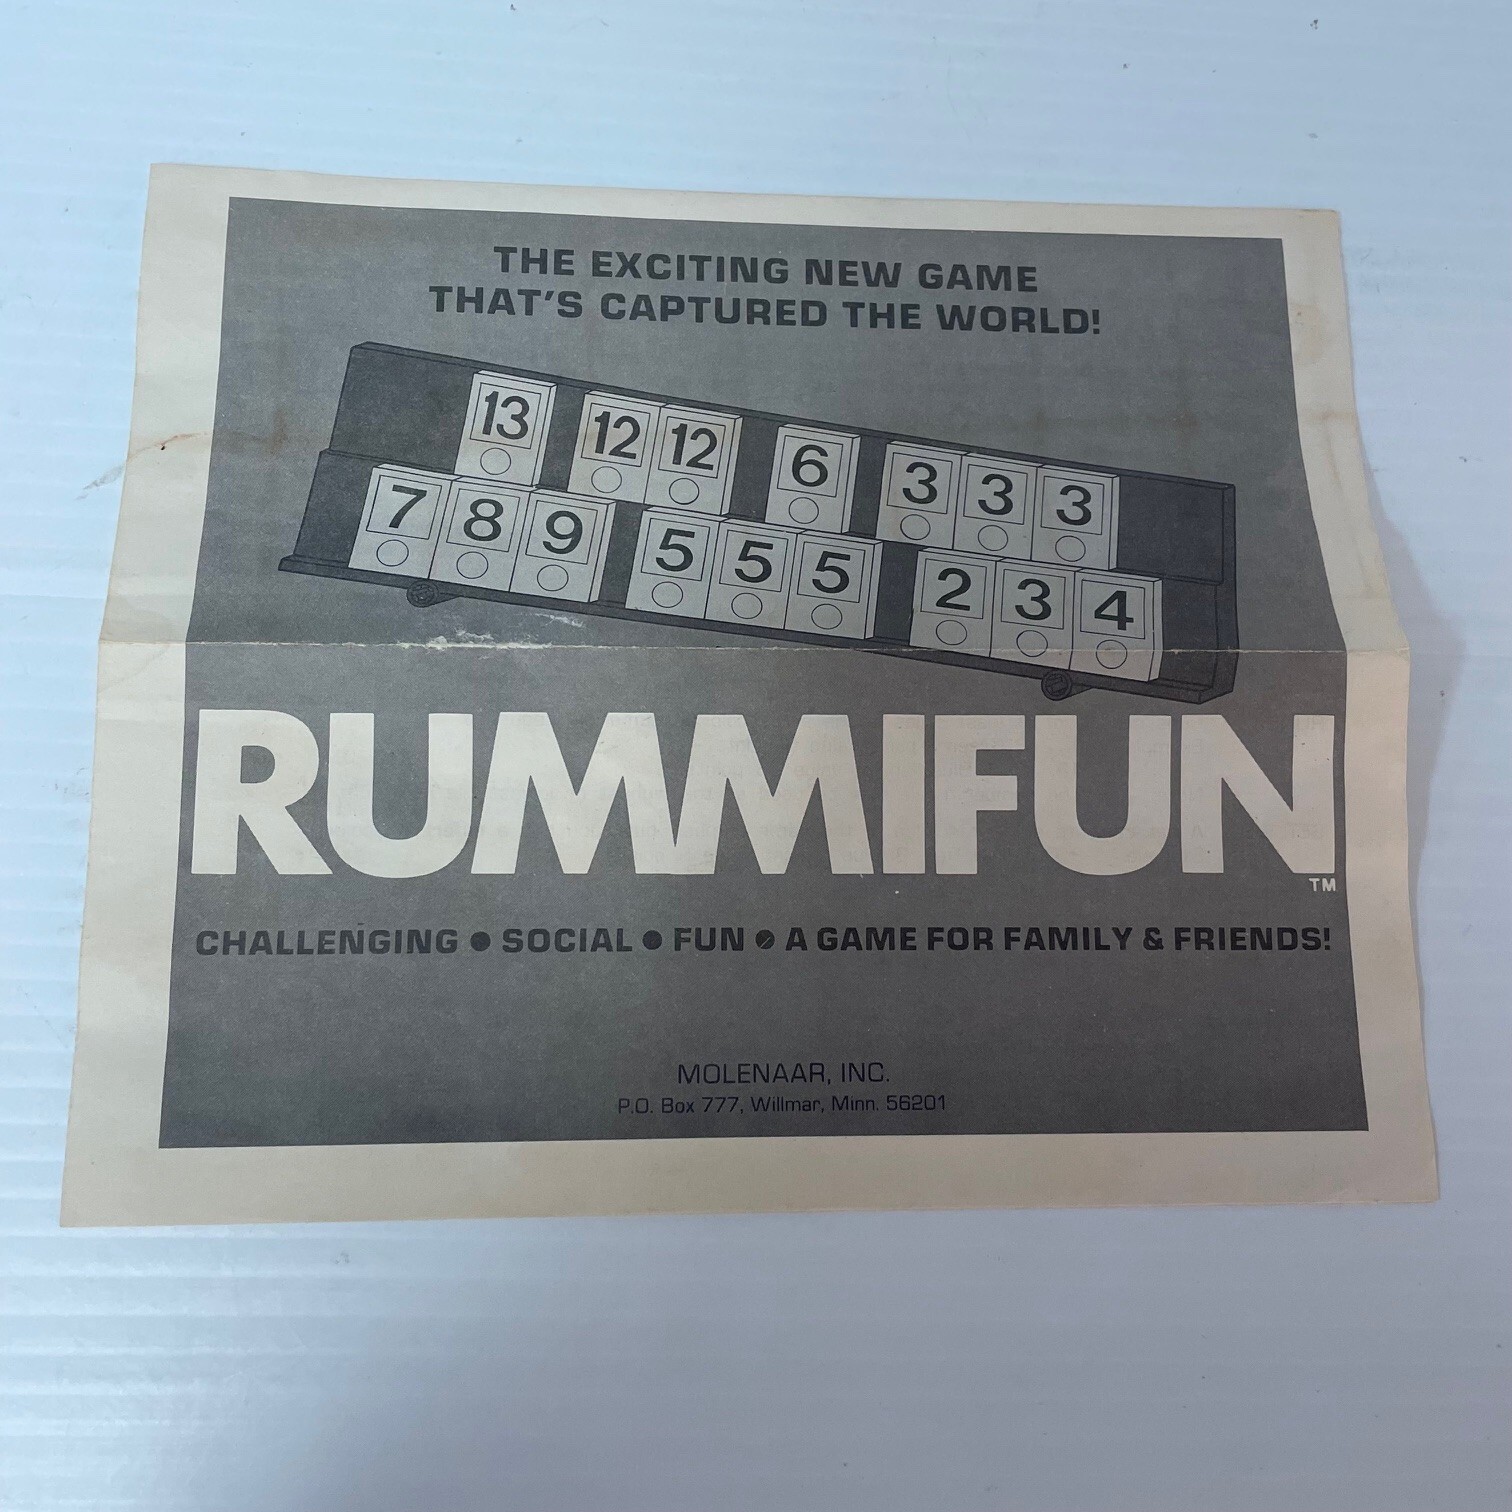 THE EXCITING NEW GAME
THAT'S CAPTURED THE WORLD!
13 12 12 6 3 3 3
7 8 9 5 5 5 2 3 4
RUMMIFUN
TM
CHALLENGING ● SOCIAL ● FUN ● A GAME FOR FAMILY & FRIENDS!
MOLENAAR, INC.
P.O. Box 777, Willmar, Minn. 56201